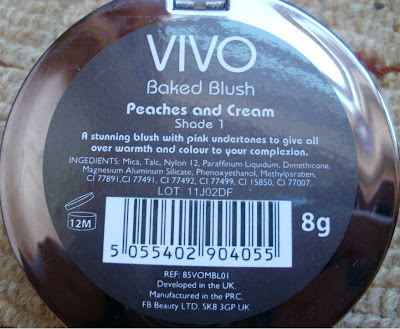 VIVO
Baked Blush
Peaches and Cream
Shade 1
A stunning blush with pink undertones to give all
over warmth and colour to your complexion.
INGEDIENTS: Mica, Talc, Nylon 12, Paraffinum Liquidum, Dimethicone,
Magnesium Aluminum Silicate, Phenoxyethanol, Methylparaben,
CI 77891,CI 77491, CI 77492, CI 77499, CI 15850, CI 77007.
LOT: 11J02DF
12M
8g
5 055402 904055
REF: 85VOMBL01
Developed in the UK.
Manufactured in the PRC.
FB Beauty LTD, SK8 3GP UK